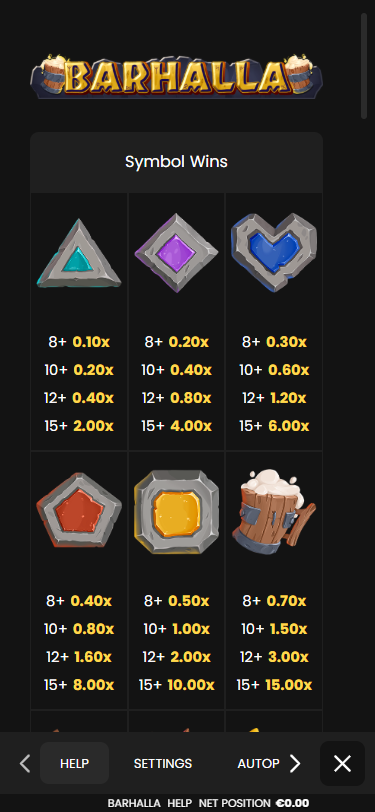 BARHALLA
Symbol Wins
8+ 0.10x
10+ 0.20x
12+ 0.40x
15+ 2.00x
8+ 0.20x
10+ 0.40x
12+ 0.80x
15+ 4.00x
8+ 0.30x
10+ 0.60x
12+ 1.20x
15+ 6.00x
8+ 0.40x
10+ 0.80x
12+ 1.60x
15+ 8.00x
8+ 0.50x
10+ 1.00x
12+ 2.00x
15+ 10.00x
8+ 0.70x
10+ 1.50x
12+ 3.00x
15+ 15.00x
HELP SETTINGS AUTOP
BARHALLA HELP NET POSITION €0.00